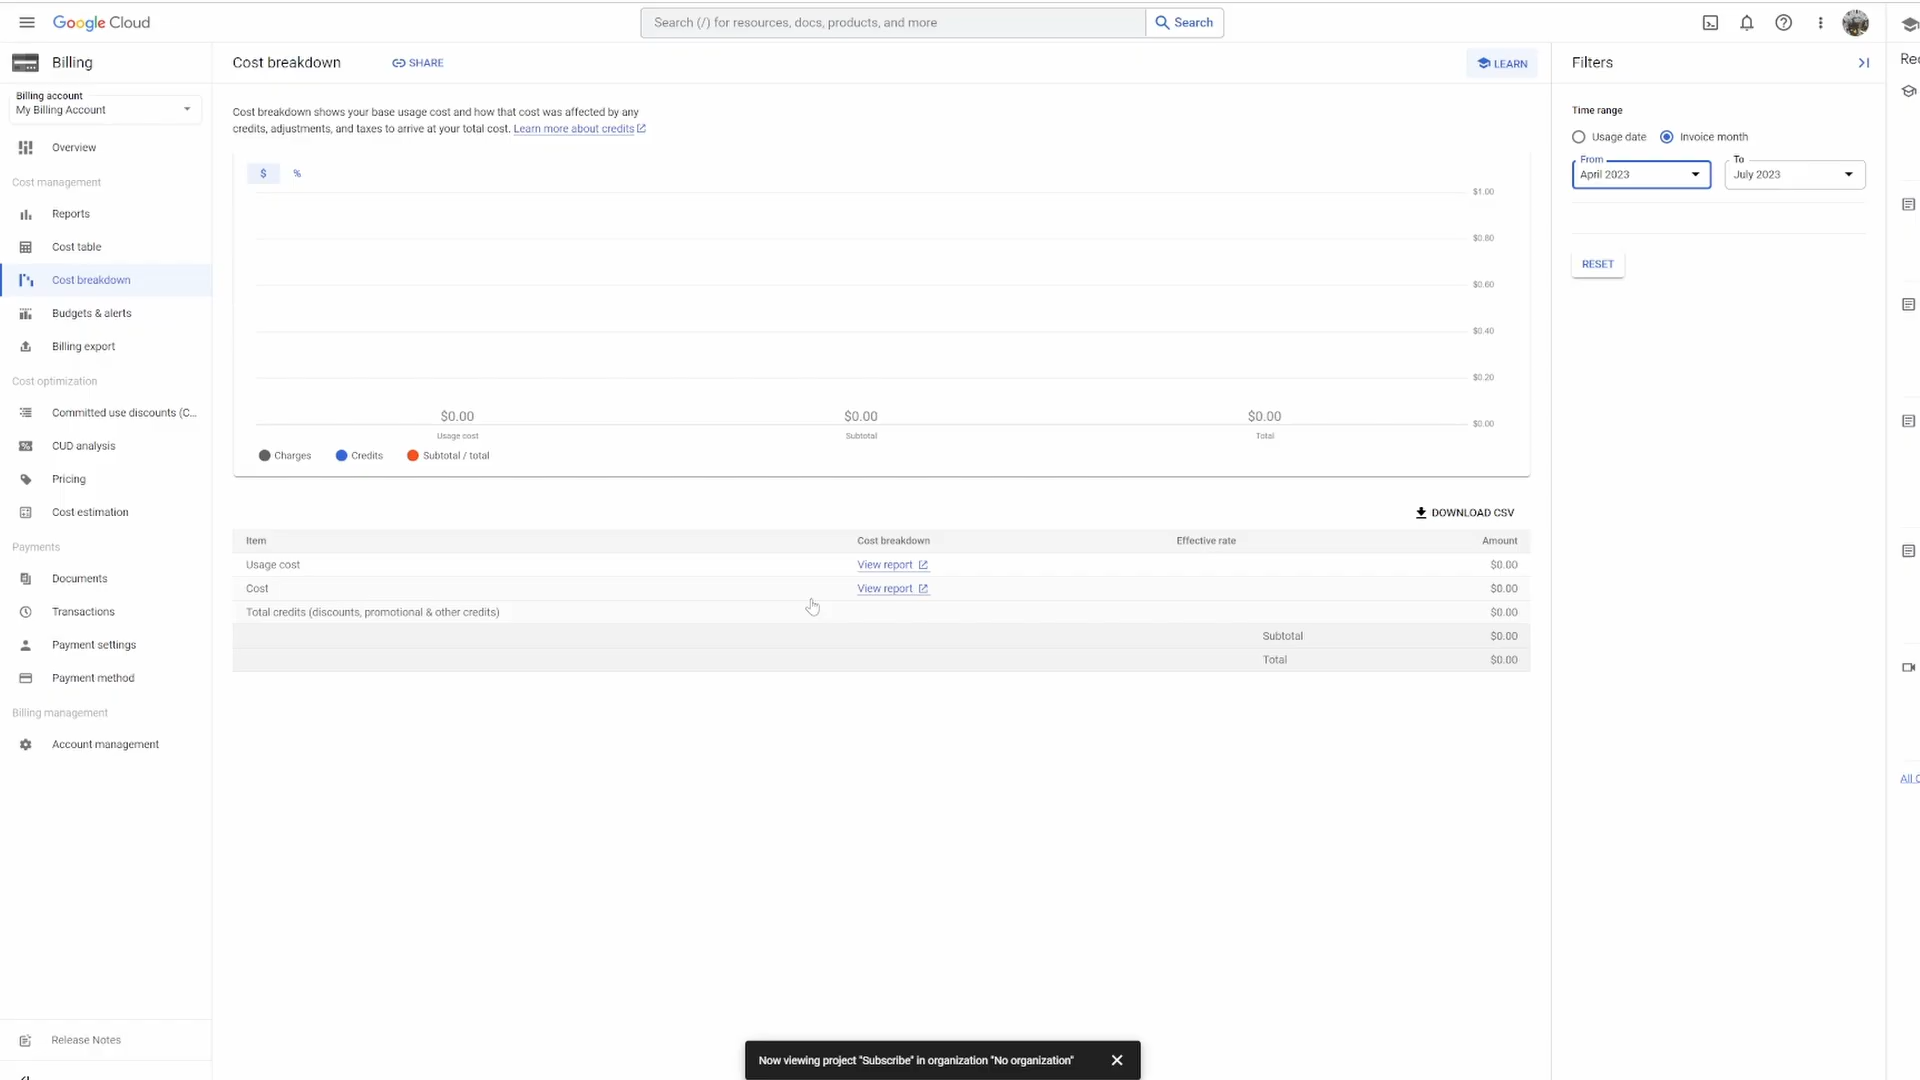 Google Cloud
Search (/) for resources, docs, products, and more
Search
Billing
Billing account
My Billing Account
Overview
Cost management
Reports
Cost table
Cost breakdown
Budgets & alerts
Billing export
Cost optimization
Committed use discounts (C...
CUD analysis
Pricing
Cost estimation
Payments
Documents
Transactions
Payment settings
Payment method
Billing management
Account management
Release Notes
Cost breakdown
SHARE
LEARN
Cost breakdown shows your base usage cost and how that cost was affected by any
credits, adjustments, and taxes to arrive at your total cost. Learn more about credits
$ %
$1.00
$0.80
$0.60
$0.40
$0.20
$0.00
$0.00 $0.00 $0.00
Usage cost Subtotal Total
Charges Credits Subtotal / total
DOWNLOAD CSV
Item Cost breakdown Effective rate Amount
Usage cost View report $0.00
Cost View report $0.00
Total credits (discounts, promotional & other credits) $0.00
Subtotal $0.00
Total $0.00
Filters
Time range
Usage date Invoice month
From To
April 2023 July 2023
RESET
Now viewing project "Subscribe" in organization "No organization"